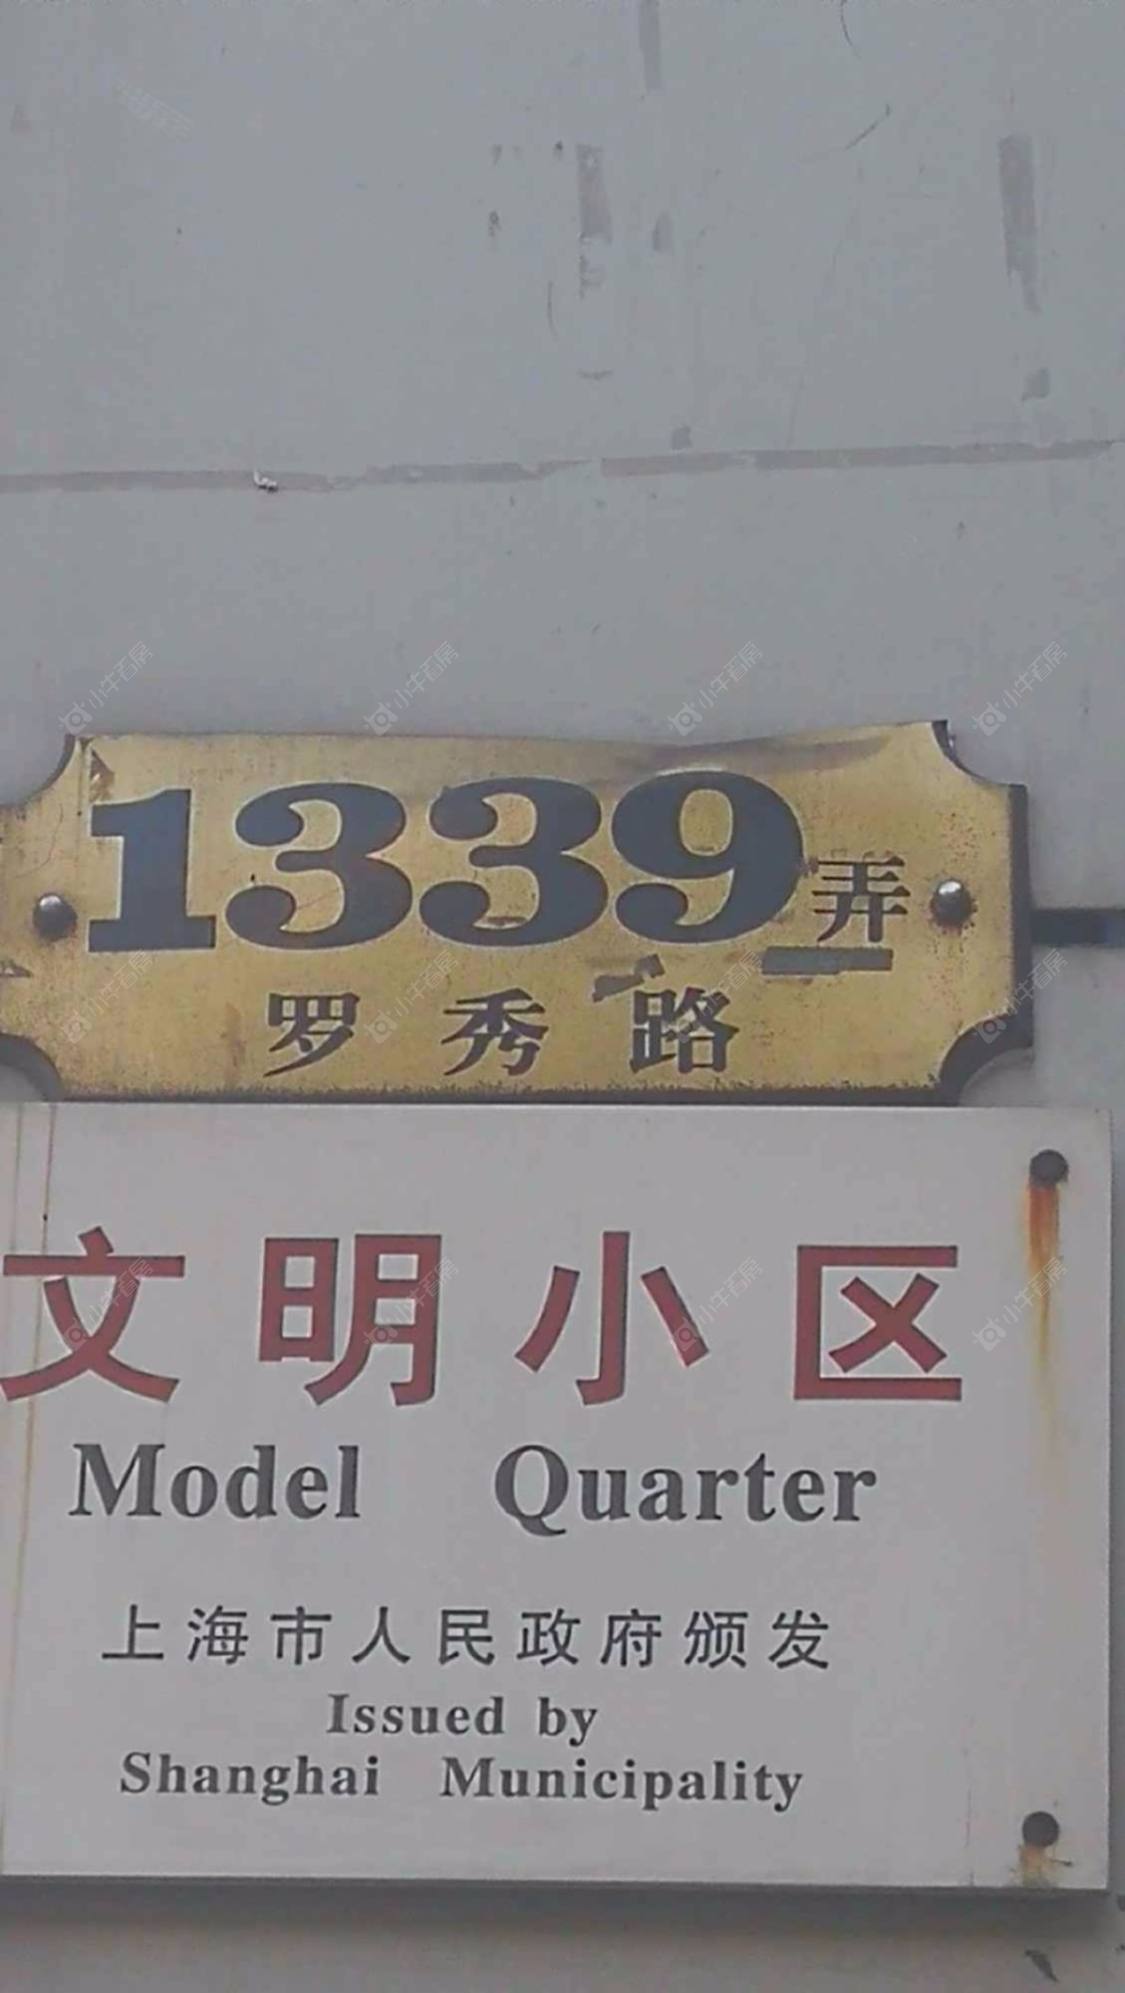 1339弄
罗秀路
文明小区
Model Quarter
上海市人民政府颁发
Issued by
Shanghai Municipality